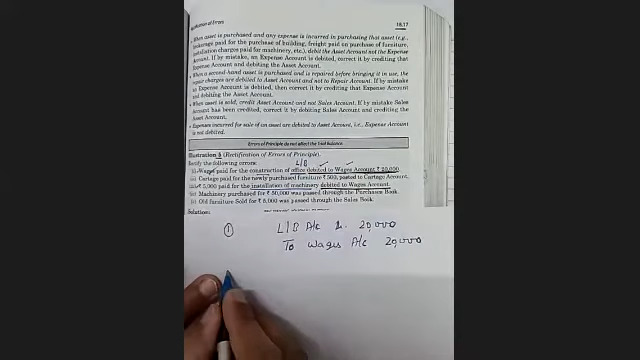 Rectification of Errors 16.17
When asset is purchased and any expense is incurred in purchasing that asset (e.g.,
brokerage paid for the purchase of building, freight paid on purchase of furniture,
installation charges paid for machinery, etc.), debit the Asset Account not the Expense
Account. If by mistake, an Expense Account is debited, correct it by crediting that
Expense Account and debiting the Asset Account.
When a second-hand asset is purchased and is repaired before bringing it in use, the
repair charges are debited to Asset Account and not to Repair Account. If by mistake
an Expense Account is debited, then correct it by crediting that Expense Account
and debiting the Asset Account.
When asset is sold, credit Asset Account and not Sales Account. If by mistake Sales
Account has been credited, correct it by debiting Sales Account and crediting the
Asset Account.
Expenses incurred for sale of an asset are debited to Asset Account, i.e., Expense Account
is not debited.
Errors of Principle do not affect the Trial Balance
Illustration 5 (Rectification of Errors of Principle).
Rectify the following errors:
L/B
(i) Wages paid for the construction of office debited to Wages Account ₹ 20,000.
(ii) Cartage paid for the newly purchased furniture ₹ 500, posted to Cartage Account.
(iii) ₹ 5,000 paid for the installation of machinery debited to Wages Account.
(iv) Machinery purchased for ₹ 50,000 was passed through the Purchases Book.
(v) Old furniture Sold for ₹ 5,000 was passed through the Sales Book.
Solution:
1 L/B A/c 20,000
To Wages A/c 20,000